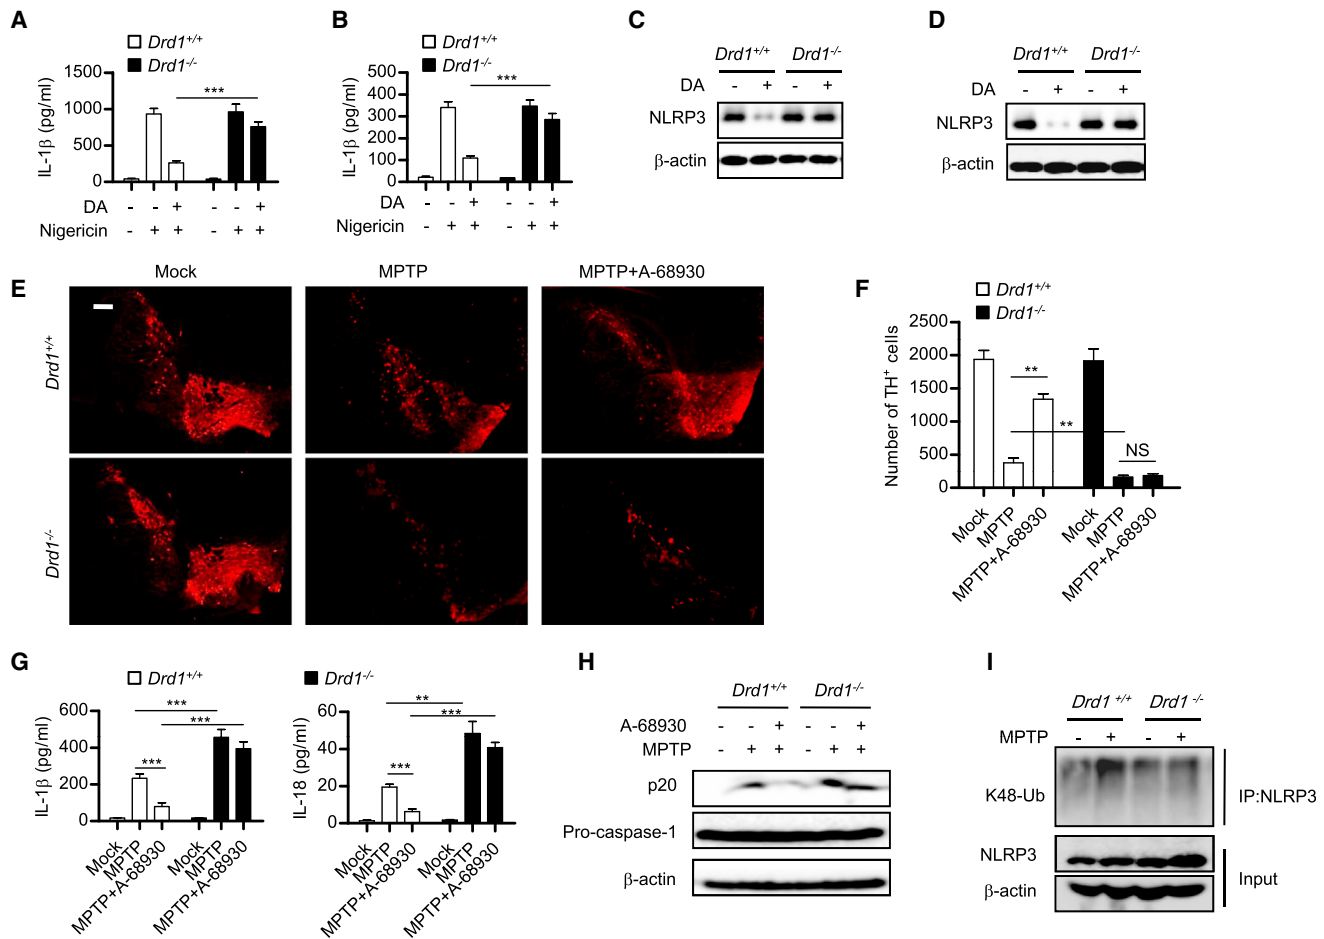 A
Drd1+/+
Drd1-/-
IL-1β (pg/ml)
1500
1000
500
0
***
DA - - + - - +
Nigericin - + + - + +
B
Drd1+/+
Drd1-/-
IL-1β (pg/ml)
400
300
200
100
0
***
DA - - + - - +
- + + - + +
C
Drd1+/+ Drd1-/-
DA - + - +
NLRP3
β-actin
D
Drd1+/+ Drd1-/-
DA - + - +
NLRP3
β-actin
E
Mock MPTP MPTP+A-68930
Drd1+/+
Drd1-/-
F
Drd1+/+
Drd1-/-
Number of TH+ cells
2500
2000
1500
1000
500
0
**
**
NS
Mock MPTP MPTP+A-68930 Mock MPTP MPTP+A-68930
G
Drd1+/+ Drd1-/-
IL-1β (pg/ml)
600
400
200
0
***
***
***
Mock MPTP MPTP+A-68930 Mock MPTP MPTP+A-68930
IL-18 (pg/ml)
60
40
20
0
**
***
***
Mock MPTP MPTP+A-68930 Mock MPTP MPTP+A-68930
H
Drd1+/+ Drd1-/-
A-68930 - - + - - +
MPTP - + + - + +
p20
Pro-caspase-1
β-actin
I
Drd1 +/+ Drd1 -/-
MPTP - + - +
K48-Ub
IP:NLRP3
NLRP3
β-actin
Input